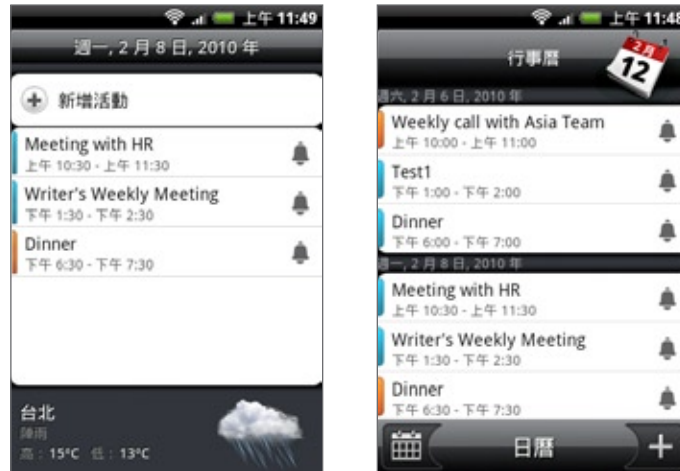 上午 11:49
週一, 2 月 8 日, 2010 年
新增活動
Meeting with HR
上午 10:30 - 上午 11:30
Writer's Weekly Meeting
下午 1:30 - 下午 2:30
Dinner
下午 6:30 - 下午 7:30
台北
陣雨
高 : 15°C 低 : 13°C
上午 11:48
行事曆
2 月
12
週六, 2 月 6 日, 2010 年
Weekly call with Asia Team
上午 10:00 - 上午 11:00
Test1
下午 1:00 - 下午 2:00
Dinner
下午 6:00 - 下午 7:00
週一, 2 月 8 日, 2010 年
Meeting with HR
上午 10:30 - 上午 11:30
Writer's Weekly Meeting
下午 1:30 - 下午 2:30
Dinner
下午 6:30 - 下午 7:30
日曆